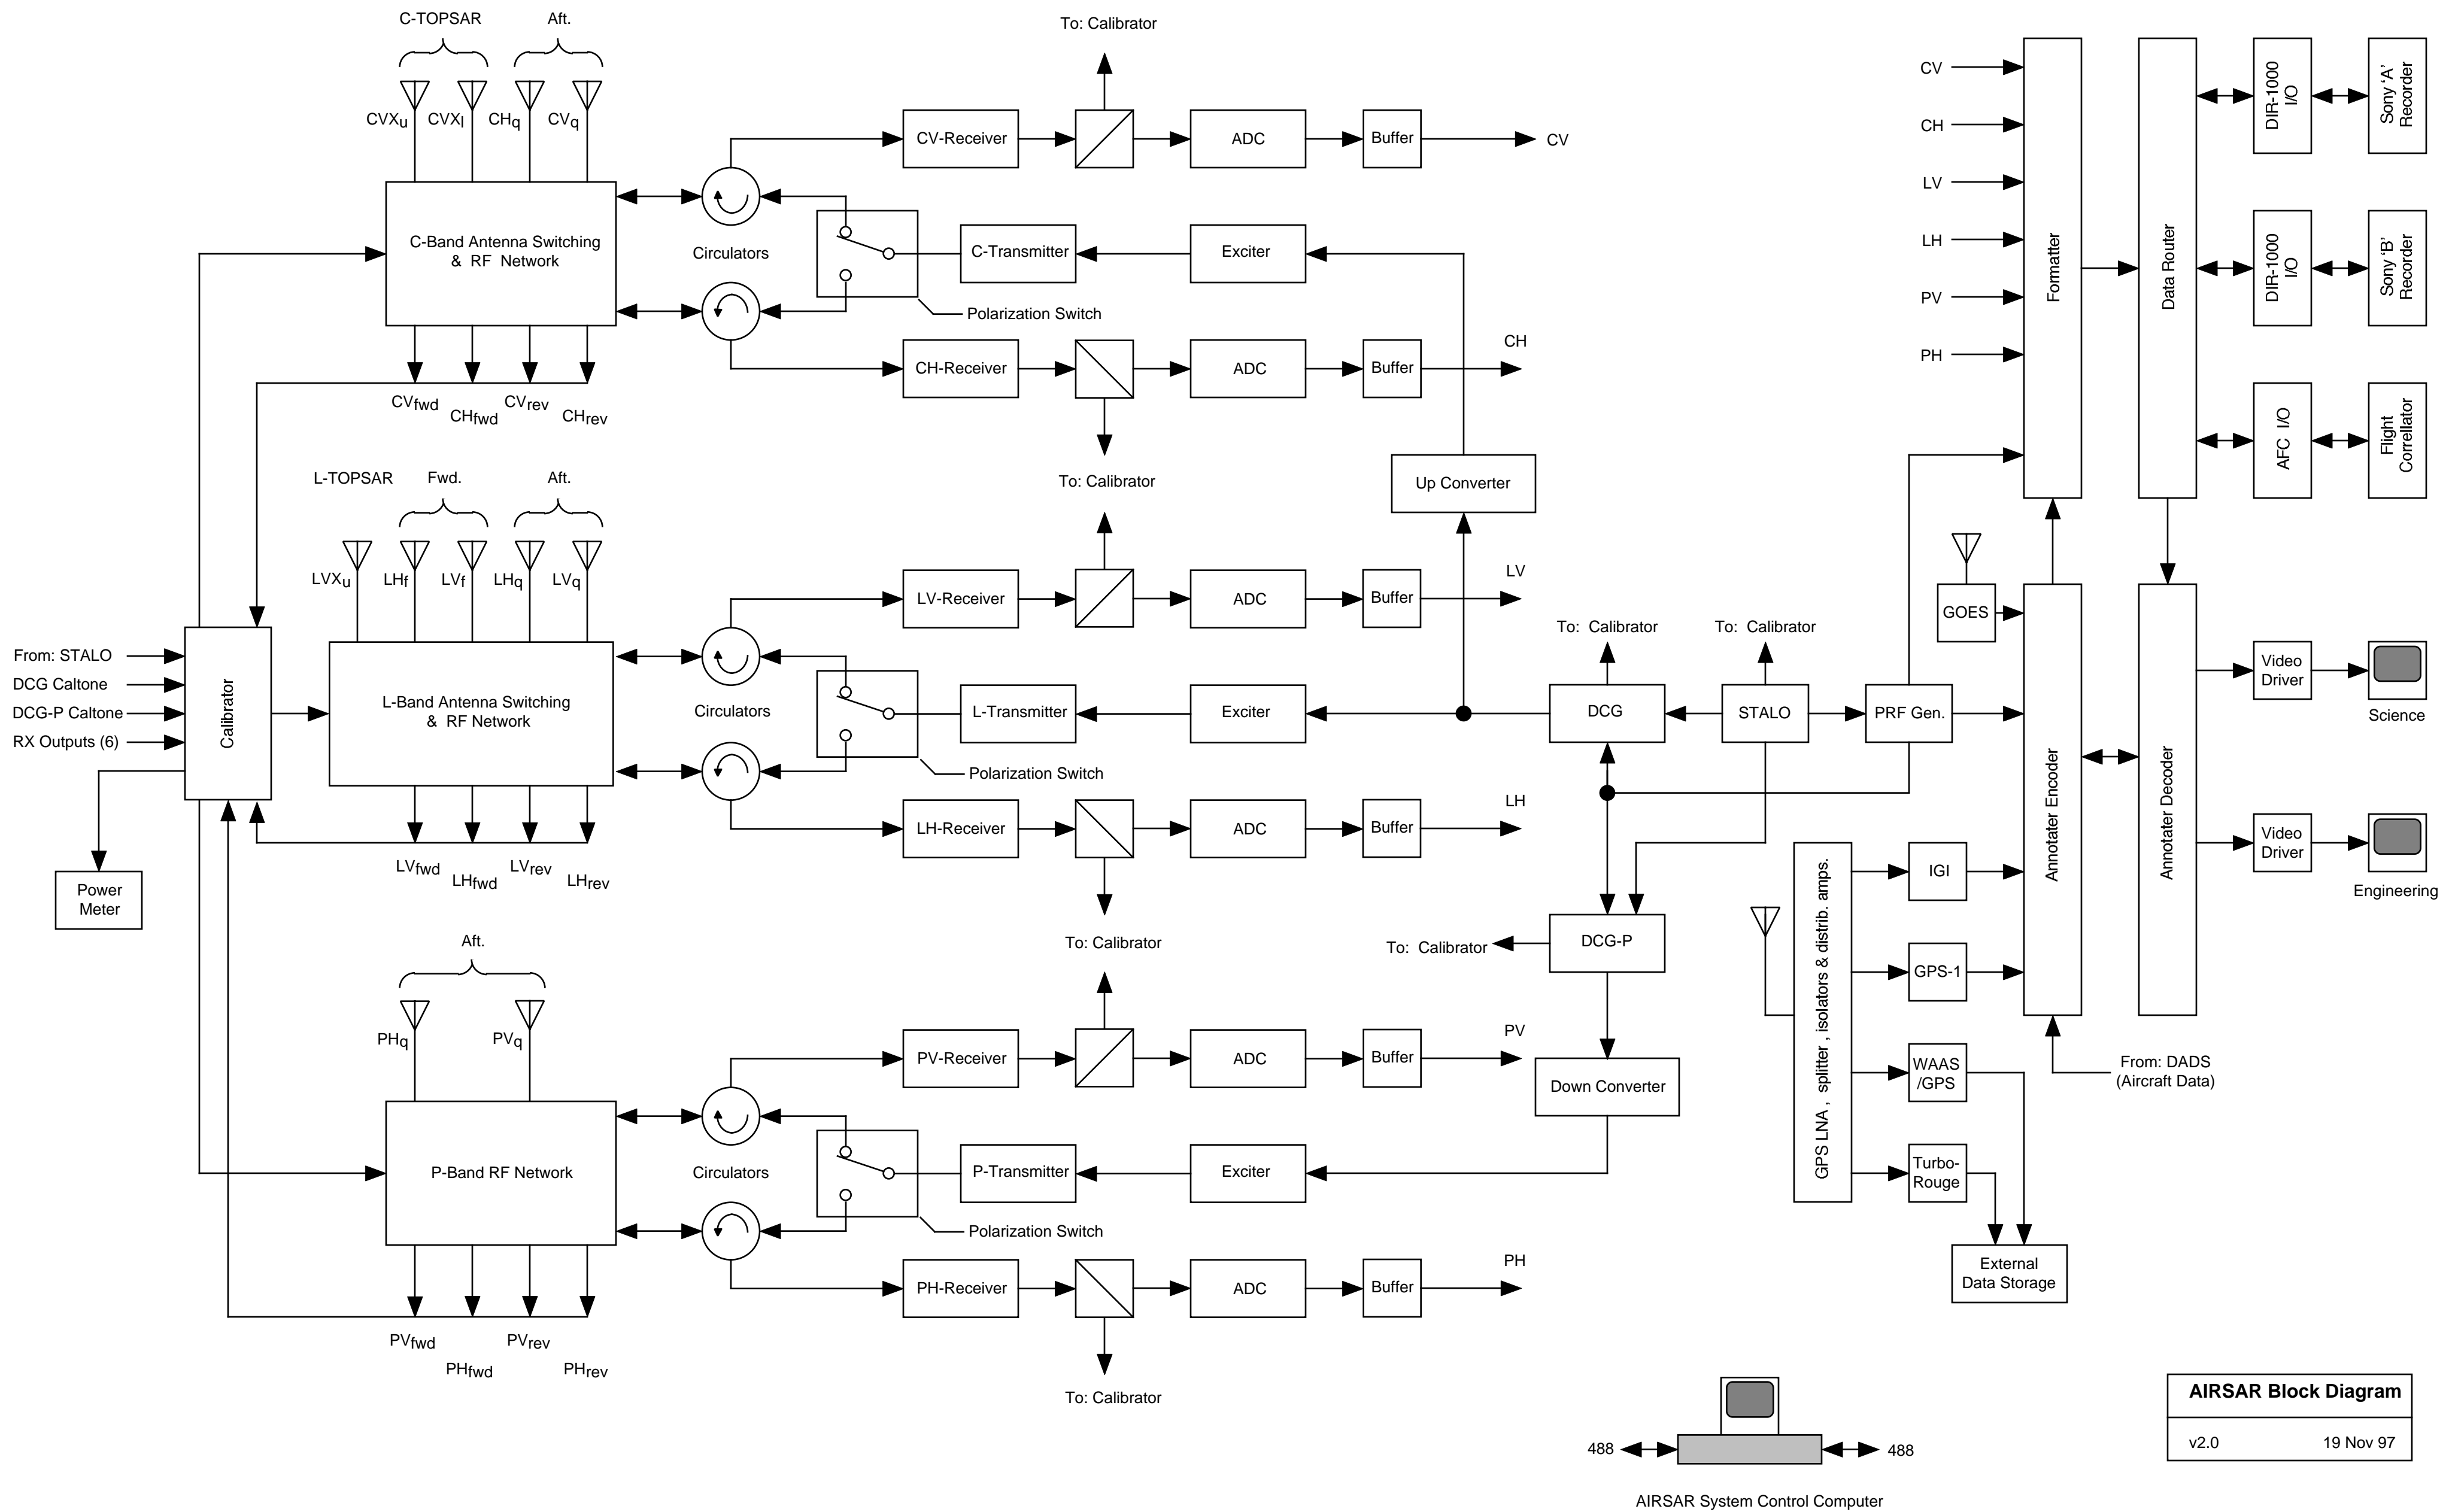 C-TOPSAR
Aft.
CVXu
CVXl
CHq
CVq
C-Band Antenna Switching
& RF Network
CVfwd
CHfwd
CVrev
CHrev
Circulators
To: Calibrator
CV-Receiver
ADC
Buffer
CV
C-Transmitter
Exciter
Polarization Switch
CH-Receiver
ADC
Buffer
CH
To: Calibrator
Up Converter
L-TOPSAR
Fwd.
Aft.
LVXu
LHf
LVf
LHq
LVq
From: STALO
DCG Caltone
DCG-P Caltone
RX Outputs (6)
Calibrator
Power
Meter
L-Band Antenna Switching
& RF Network
LVfwd
LHfwd
LVrev
LHrev
Circulators
To: Calibrator
LV-Receiver
ADC
Buffer
LV
L-Transmitter
Exciter
Polarization Switch
LH-Receiver
ADC
Buffer
LH
To: Calibrator
To: Calibrator
To: Calibrator
DCG
STALO
PRF Gen.
To: Calibrator
DCG-P
Down Converter
Aft.
PHq
PVq
P-Band RF Network
PVfwd
PHfwd
PVrev
PHrev
Circulators
PV-Receiver
ADC
Buffer
PV
P-Transmitter
Exciter
Polarization Switch
PH-Receiver
ADC
Buffer
PH
To: Calibrator
CV
CH
LV
LH
PV
PH
Formatter
Data Router
DIR-1000
I/O
Sony 'A'
Recorder
DIR-1000
I/O
Sony 'B'
Recorder
AFC I/O
Flight
Correllator
GOES
Annotater Encoder
Annotater Decoder
Video
Driver
Science
Video
Driver
Engineering
GPS LNA , splitter , isolators & distrib. amps.
IGI
GPS-1
WAAS
/GPS
Turbo-
Rouge
From: DADS
(Aircraft Data)
External
Data Storage
488
488
AIRSAR System Control Computer
AIRSAR Block Diagram
v2.0
19 Nov 97